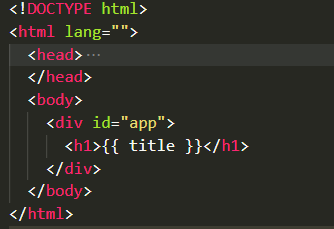 <!DOCTYPE html>
<html lang="">
  <head>...
  </head>
  <body>
    <div id="app">
      <h1>{{ title }}</h1>
    </div>
  </body>
</html>